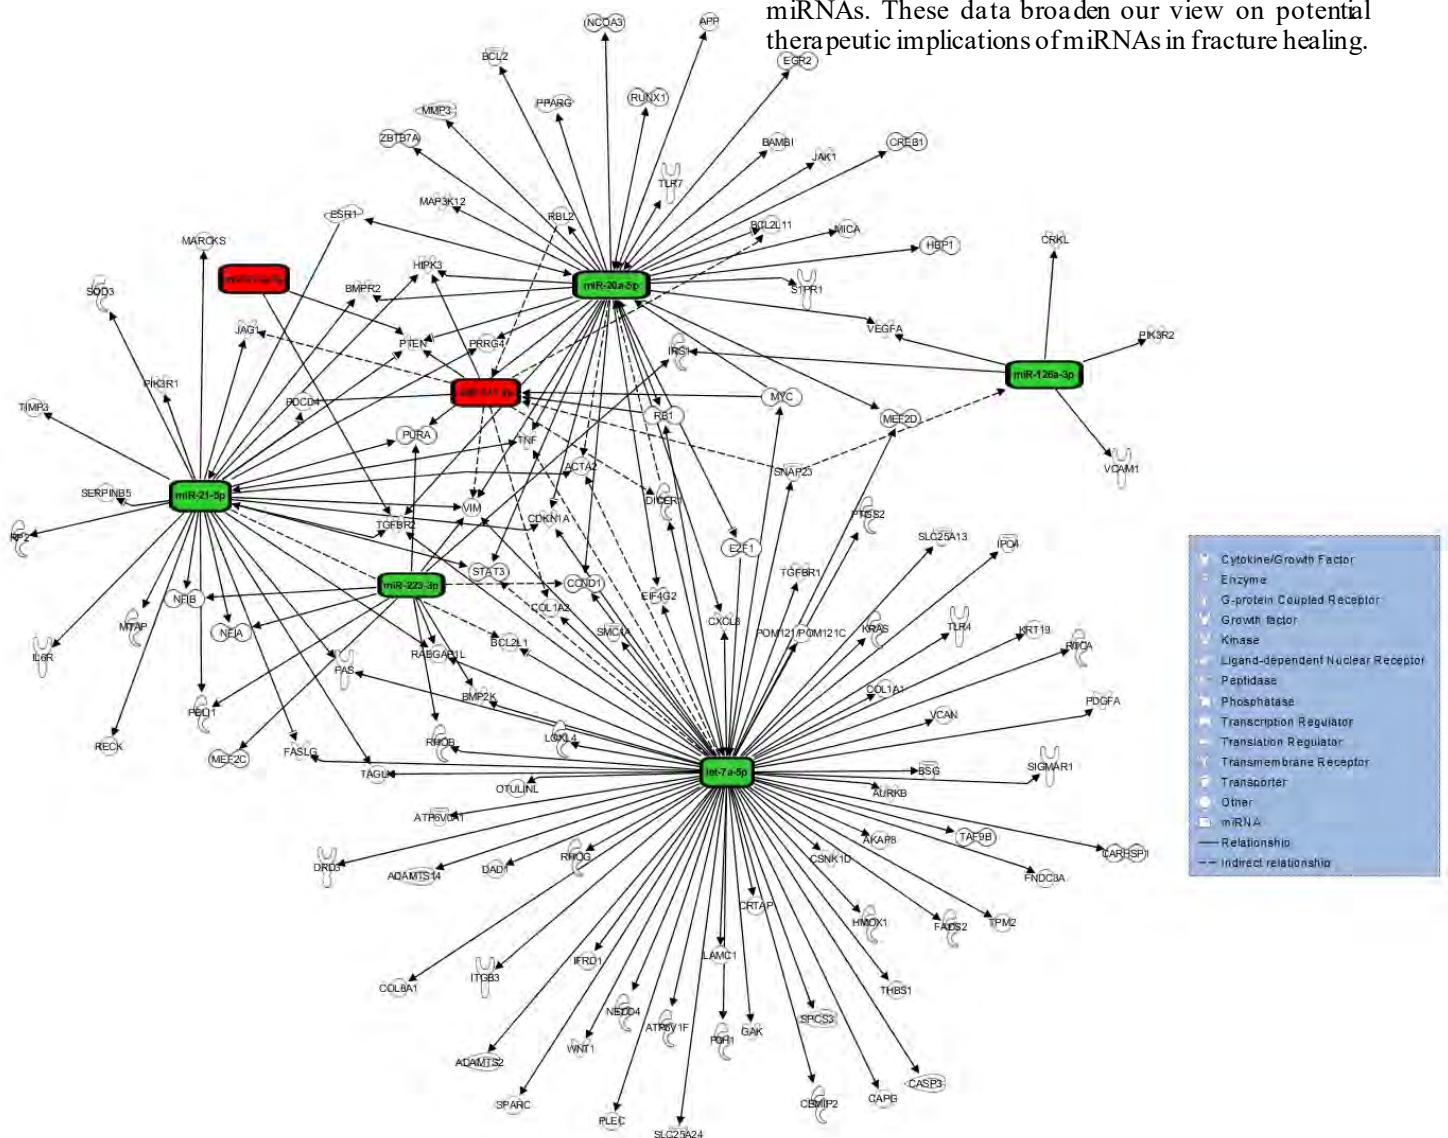 miRNAs. These data broaden our view on potential
therapeutic implications of miRNAs in fracture healing.
NCOA3
APP
BCL2
EGR2
MMP3
PPARG
RUNX1
ZBTB7A
BAMBI
JAK1
CREB1
TLR7
MAP3K12
ESR1
RBL2
BCL2L11
MICA
HBP1
MARCKS
CRKL
HIPK3
BMPR2
miR-20a-5p
S1PR1
SOD3
JAG1
PTEN
PRRG4
IRS1
VEGFA
PIK3R2
miR-126a-3p
PIK3R1
TIMP3
PDCD4
MYC
RB1
MEF2D
PURA
TNF
ACTA2
SNAP23
VCAM1
SERPINB5
miR-21-5p
DICER1
VIM
TGFBR2
CDKN1A
PTGS2
RP2
E2F1
SLC25A13
IPO4
miR-223-3p
STAT3
CCND1
TGFBR1
NFIB
COL1A2
EIF4G2
MTAP
NFIA
SMC1A
CXCL8
POM121/POM121C
KRAS
TLR4
KRT19
IL6R
RABGAP1L
BCL2L1
FAS
BMP2K
COL1A1
PDGFA
PELI1
VCAN
RECK
MEF2C
FASLG
RHOB
LOXL4
TAGLN
let-7a-5p
BSG
SIGMAR1
OTULINL
AURKB
ATP6V0A1
AKAP8
TAF9B
DRD3
ADAMTS14
DAD1
RHOG
CSNK1D
CARHSP1
FNDC3A
CRTAP
HMOX1
FADS2
TPM2
COL8A1
ITGB3
IFRD1
LAMC1
THBS1
NEDD4
ATP6V1F
GAK
SPCS3
ADAMTS2
WNT1
CASP3
SPARC
PLEC
CEMIP2
CAPG
SLC25A24
Cytokine/Growth Factor
Enzyme
G-protein Coupled Receptor
Growth factor
Kinase
Ligand-dependent Nuclear Receptor
Peptidase
Phosphatase
Transcription Regulator
Translation Regulator
Transmembrane Receptor
Transporter
Other
miRNA
Relationship
Indirect relationship